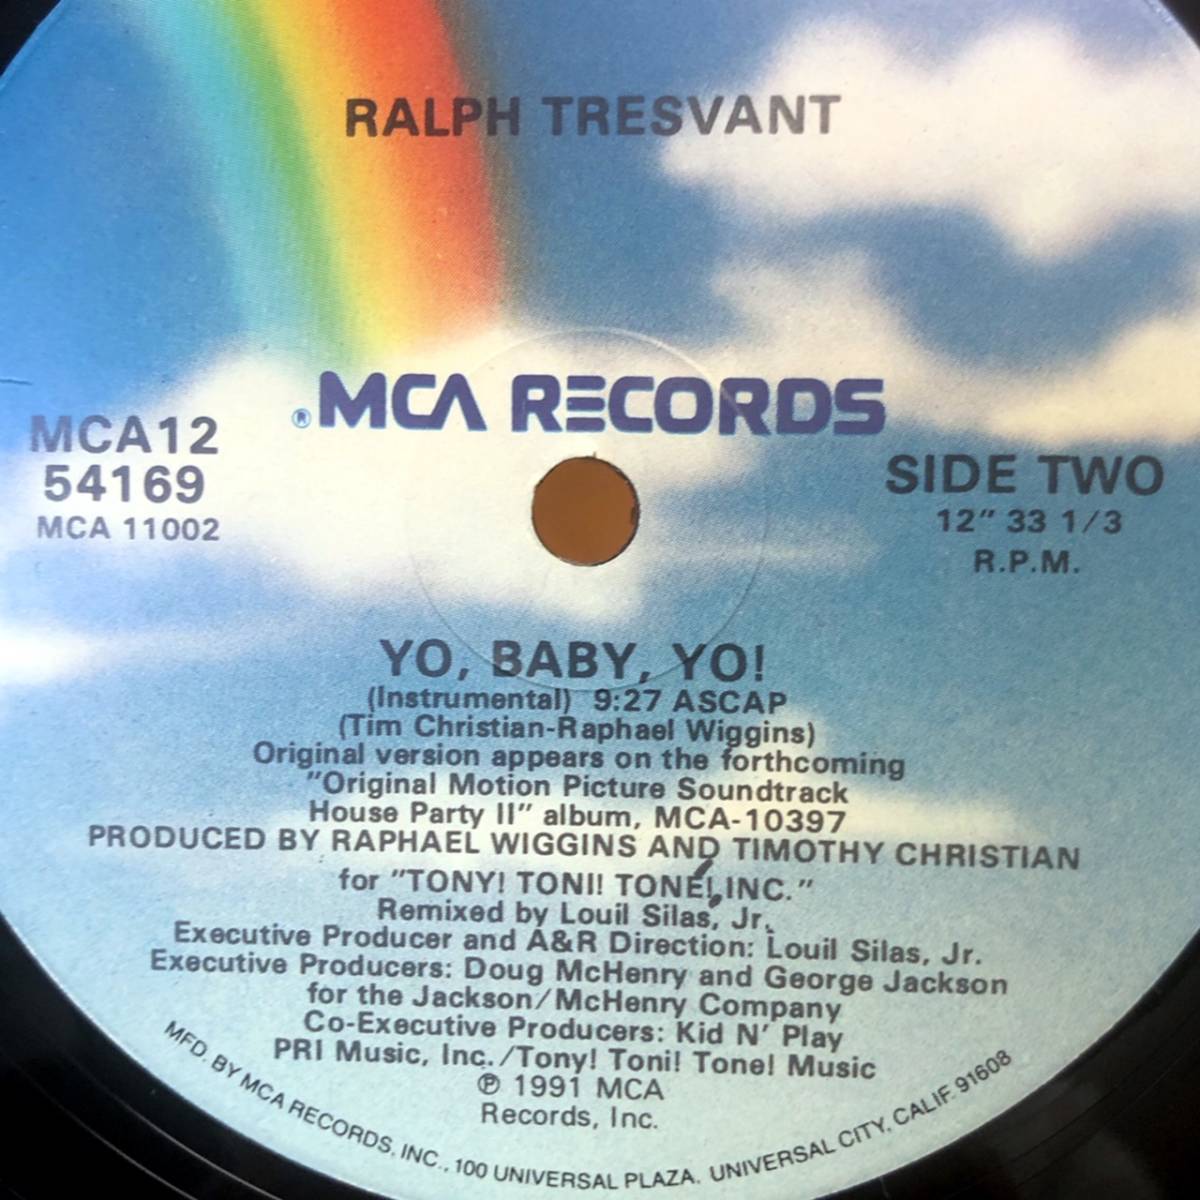 RALPH TRESVANT
® MCA RECORDS
MCA12
54169
MCA 11002
SIDE TWO
12" 33 1/3
R.P.M.
YO, BABY, YO!
(Instrumental) 9:27 ASCAP
(Tim Christian-Raphael Wiggins)
Original version appears on the forthcoming
"Original Motion Picture Soundtrack
House Party II" album, MCA-10397
PRODUCED BY RAPHAEL WIGGINS AND TIMOTHY CHRISTIAN
for "TONY! TONI! TONÉ!, INC."
Remixed by Louil Silas, Jr.
Executive Producer and A&R Direction: Louil Silas, Jr.
Executive Producers: Doug McHenry and George Jackson
for the Jackson/McHenry Company
Co-Executive Producers: Kid N' Play
PRI Music, Inc./Tony! Toni! Tone! Music
℗ 1991 MCA
Records, Inc.
MFD. BY MCA RECORDS, INC., 100 UNIVERSAL PLAZA, UNIVERSAL CITY, CALIF. 91608